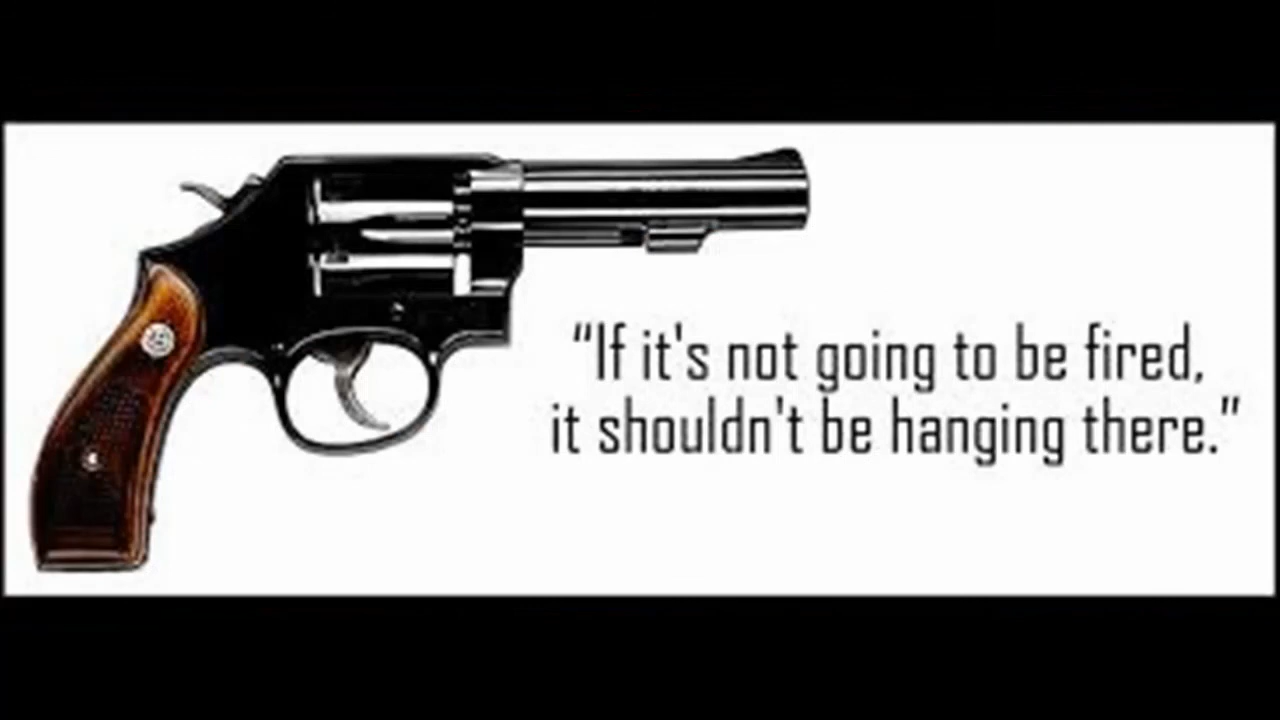 “If it's not going to be fired,
it shouldn't be hanging there.”